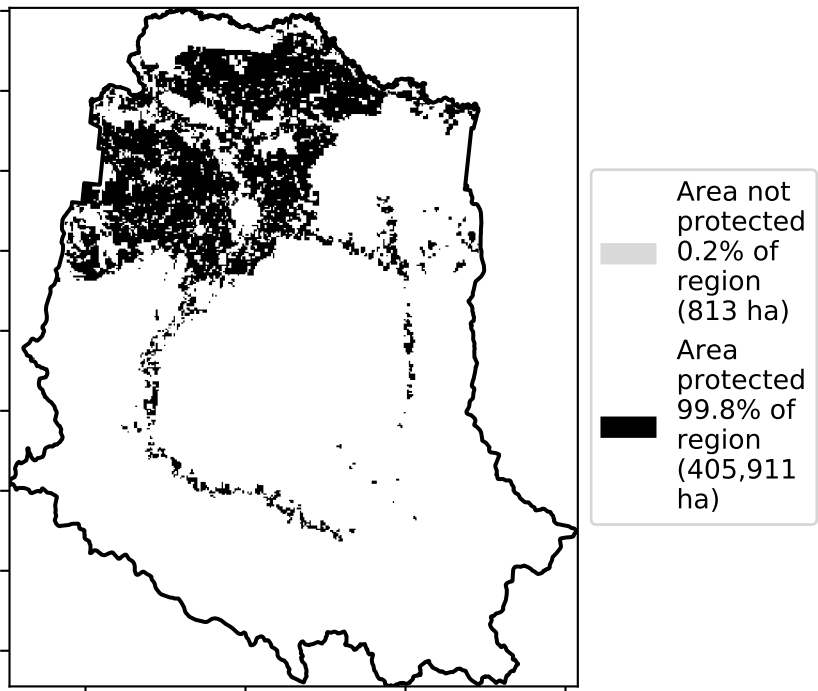 Area not
protected
0.2% of
region
(813 ha)
Area
protected
99.8% of
region
(405,911
ha)